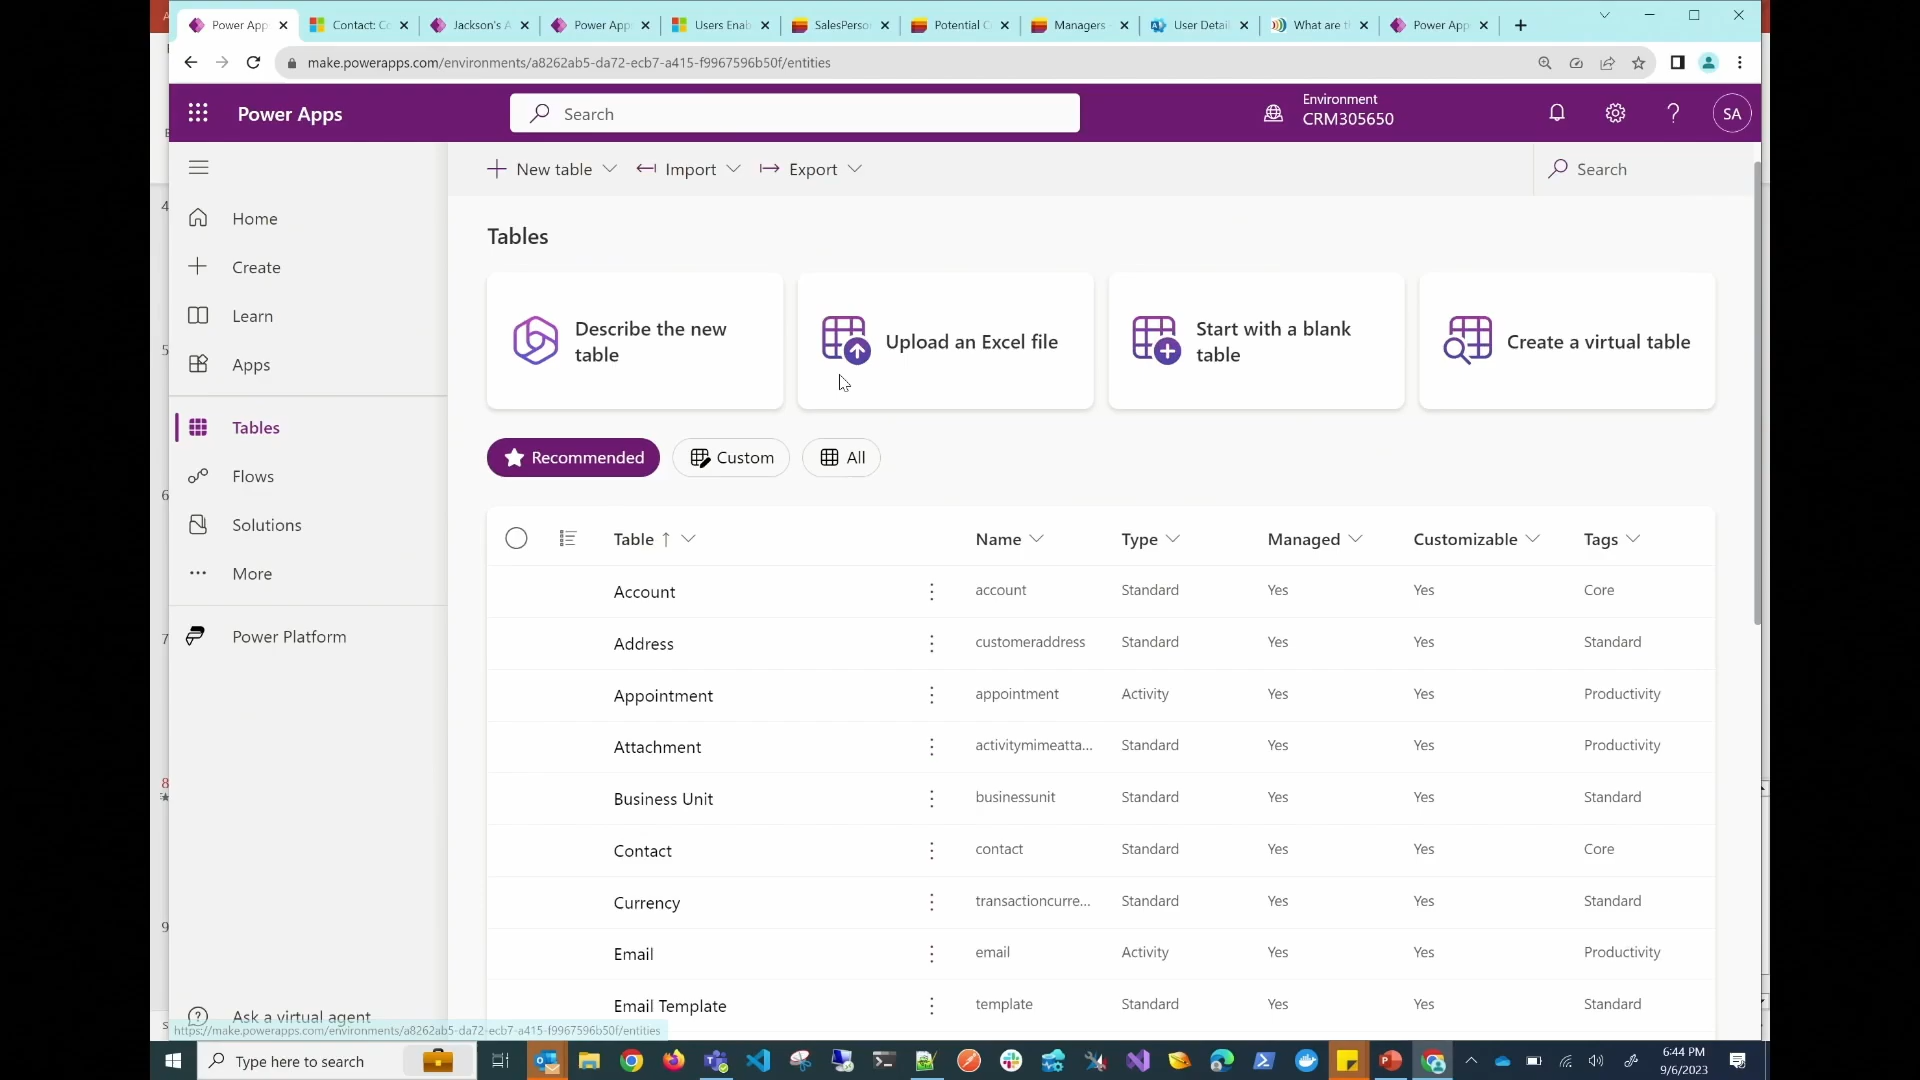 Power App
Contact: Co
Jackson's A
Power App
Users Enab
SalesPerso
Potential C
Managers -
User Detail
What are t
Power App
make.powerapps.com/environments/a8262ab5-da72-ecb7-a415-f9967596b50f/entities
Power Apps
Search
Environment
CRM305650
SA
New table
Import
Export
Search
Home
Create
Learn
Apps
Tables
Flows
Solutions
More
Power Platform
Ask a virtual agent
Tables
Describe the new
table
Upload an Excel file
Start with a blank
table
Create a virtual table
Recommended
Custom
All
Table Name Type Managed Customizable Tags
Account account Standard Yes Yes Core
Address customeraddress Standard Yes Yes Standard
Appointment appointment Activity Yes Yes Productivity
Attachment activitymimeatta... Standard Yes Yes Productivity
Business Unit businessunit Standard Yes Yes Standard
Contact contact Standard Yes Yes Core
Currency transactioncurre... Standard Yes Yes Standard
Email email Activity Yes Yes Productivity
Email Template template Standard Yes Yes Standard
4
5
6
7
8
9
https://make.powerapps.com/environments/a8262ab5-da72-ecb7-a415-f9967596b50f/entities
Type here to search
6:44 PM
9/6/2023